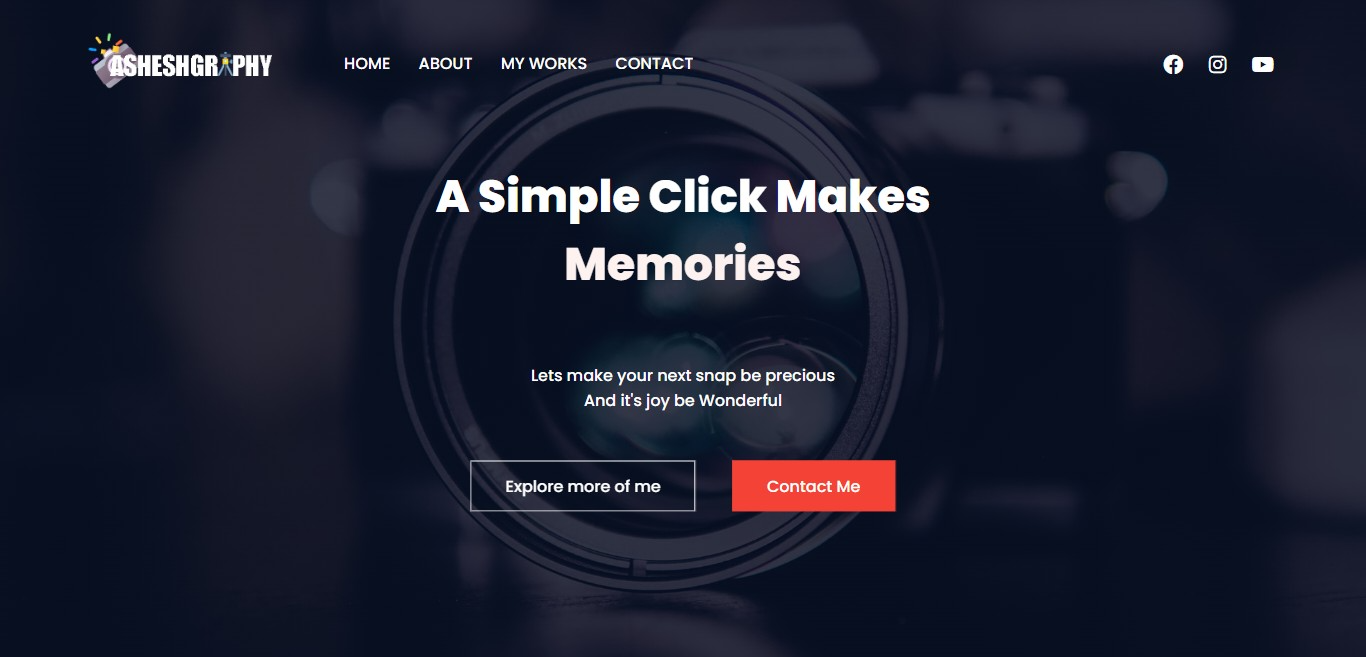 ASHESHGRAPHY
HOME ABOUT MY WORKS CONTACT
A Simple Click Makes
Memories
Lets make your next snap be precious
And it's joy be Wonderful
Explore more of me
Contact Me